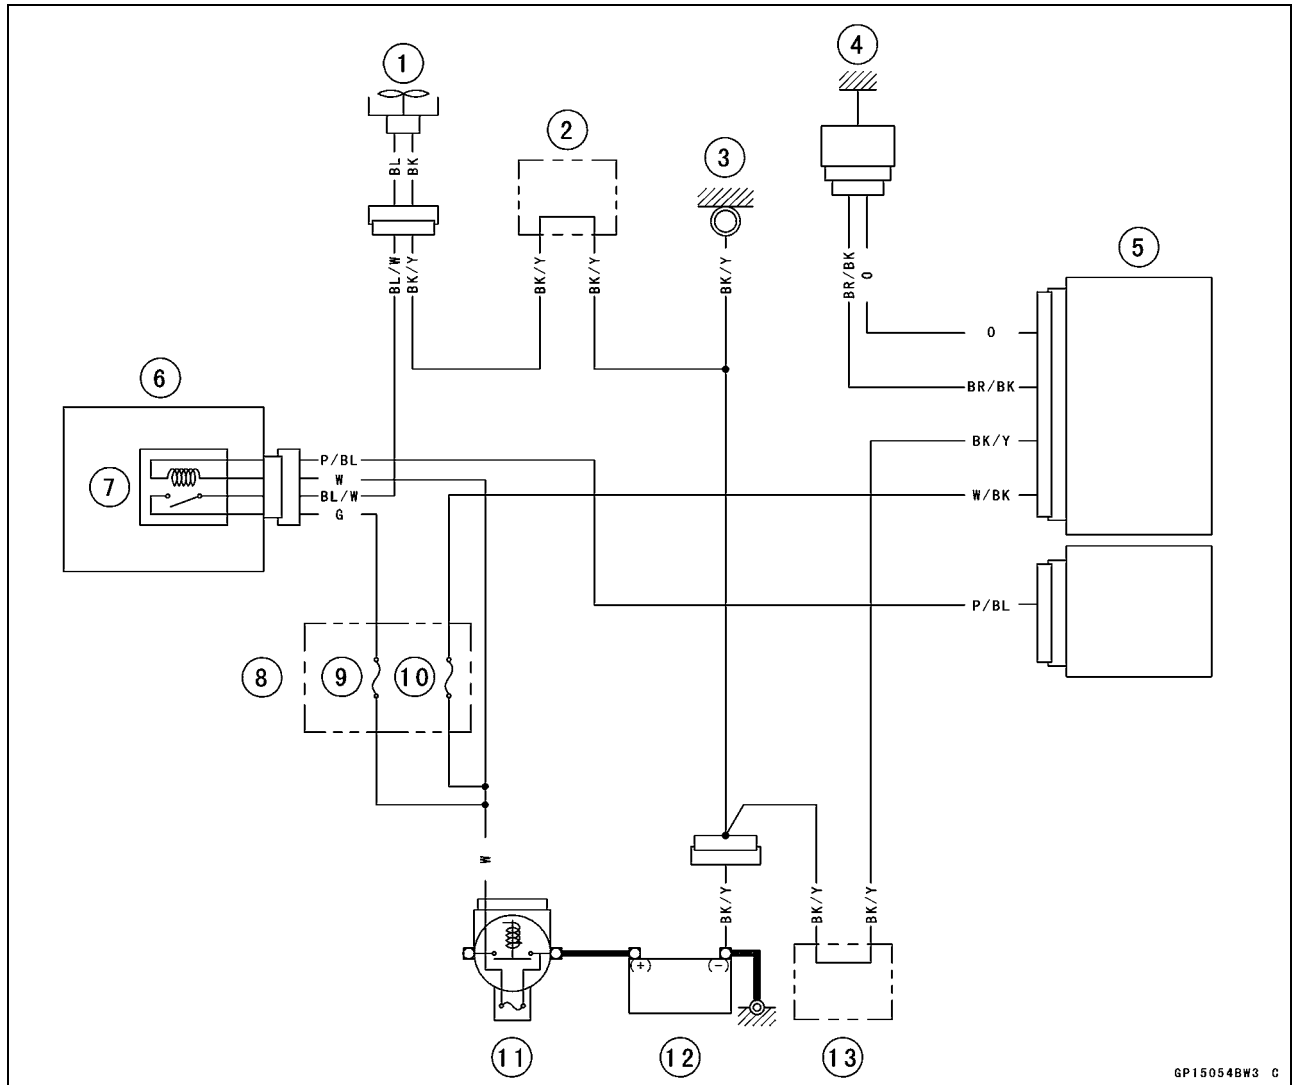 1
2
3
4
BL
BK
5
BL/W
BK/Y
BK/Y
BK/Y
BK/Y
BR/BK
O
O
6
BR/BK
BK/Y
7
P/BL
W
BL/W
G
W/BK
P/BL
8
9
10
W
BK/Y
BK/Y
BK/Y
(+)
(-)
11
12
13
GP15054BW3 C